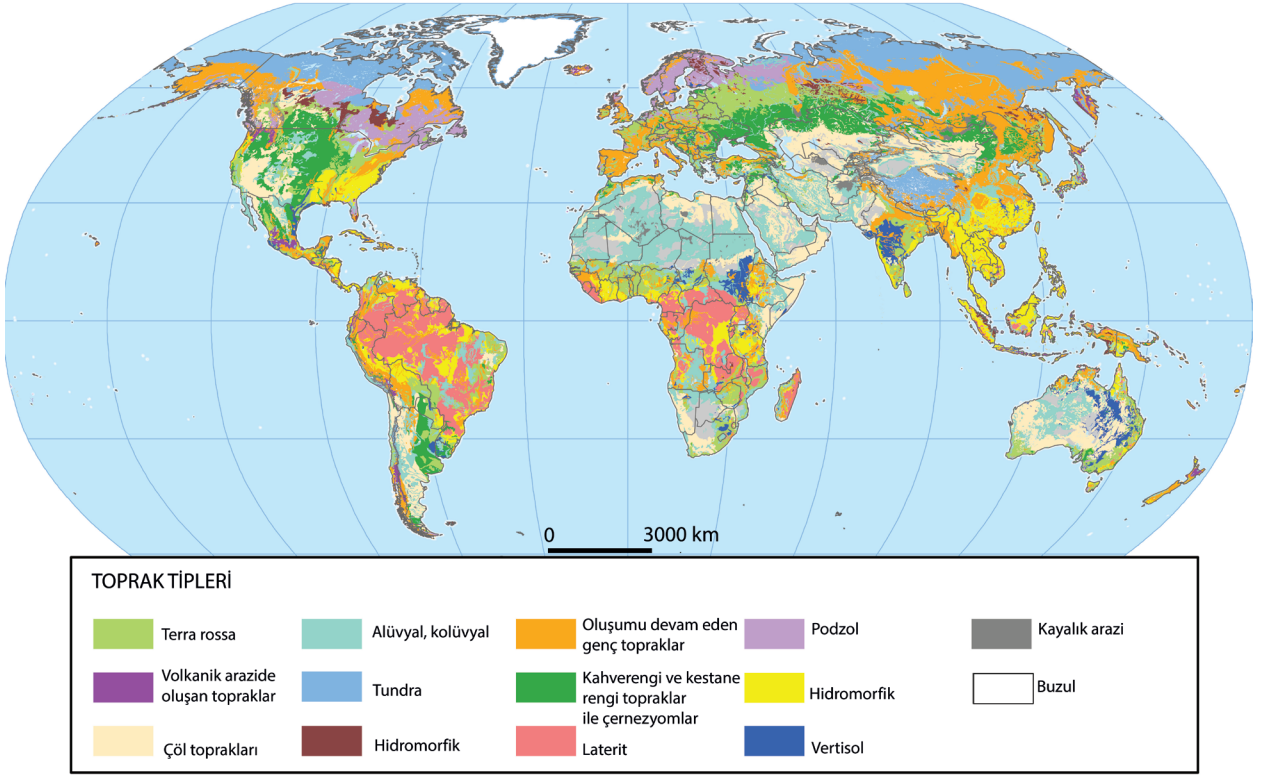 0 3000 km
TOPRAK TİPLERİ
Terra rossa
Volkanik arazide
oluşan topraklar
Çöl toprakları
Alüvyal, kolüvyal
Tundra
Hidromorfik
Oluşumu devam eden
genç topraklar
Kahverengi ve kestane
rengi topraklar
ile çernezyomlar
Laterit
Podzol
Hidromorfik
Vertisol
Kayalık arazi
Buzul